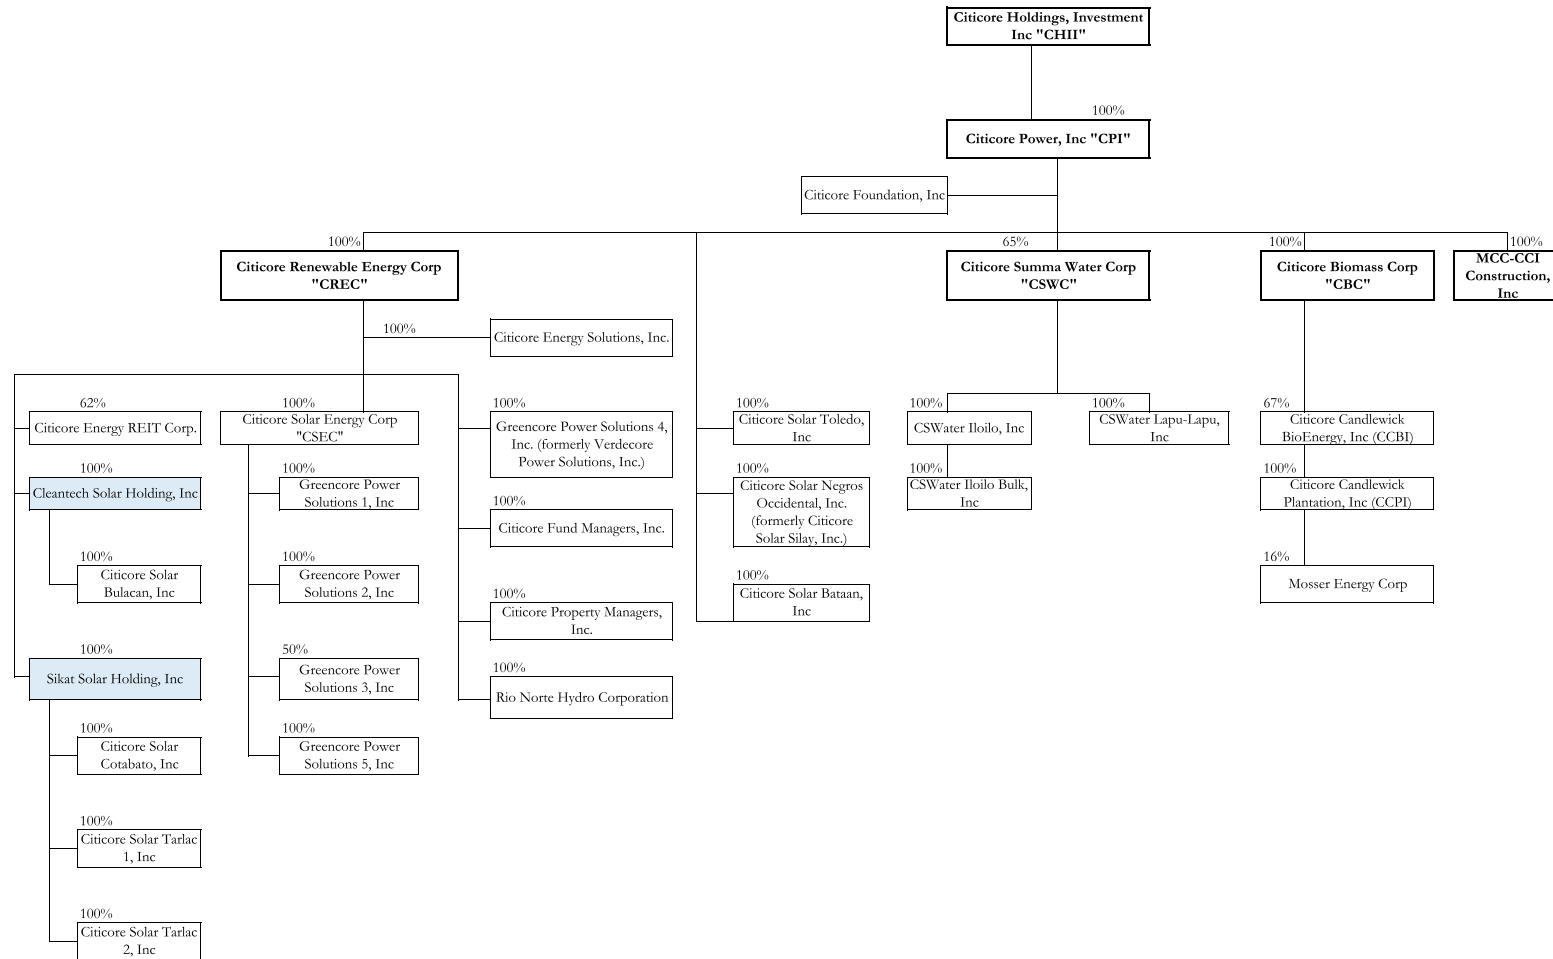 Citicore Holdings, Investment
Inc "CHII"
100%
Citicore Power, Inc "CPI"
Citicore Foundation, Inc
100%
Citicore Renewable Energy Corp
"CREC"
65%
Citicore Summa Water Corp
"CSWC"
100%
Citicore Biomass Corp
"CBC"
100%
MCC-CCI
Construction,
Inc
100%
Citicore Energy Solutions, Inc.
62%
Citicore Energy REIT Corp.
100%
Cleantech Solar Holding, Inc
100%
Citicore Solar
Bulacan, Inc
100%
Sikat Solar Holding, Inc
100%
Citicore Solar
Cotabato, Inc
100%
Citicore Solar Tarlac
1, Inc
100%
Citicore Solar Tarlac
2, Inc
100%
Citicore Solar Energy Corp
"CSEC"
100%
Greencore Power
Solutions 1, Inc
100%
Greencore Power
Solutions 2, Inc
50%
Greencore Power
Solutions 3, Inc
100%
Greencore Power
Solutions 5, Inc
100%
Greencore Power Solutions 4,
Inc. (formerly Verdecore
Power Solutions, Inc.)
100%
Citicore Fund Managers, Inc.
100%
Citicore Property Managers,
Inc.
100%
Rio Norte Hydro Corporation
100%
Citicore Solar Toledo,
Inc
100%
Citicore Solar Negros
Occidental, Inc.
(formerly Citicore
Solar Silay, Inc.)
100%
Citicore Solar Bataan,
Inc
100%
CSWater Iloilo, Inc
100%
CSWater Iloilo Bulk,
Inc
100%
CSWater Lapu-Lapu,
Inc
67%
Citicore Candlewick
BioEnergy, Inc (CCBI)
100%
Citicore Candlewick
Plantation, Inc (CCPI)
16%
Mosser Energy Corp